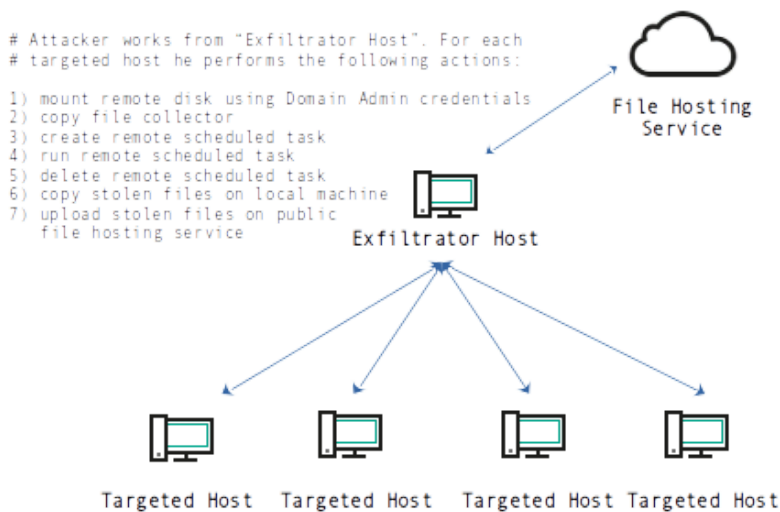 # Attacker works from "Exfiltrator Host". For each
# targeted host he performs the following actions:
1) mount remote disk using Domain Admin credentials
2) copy file collector
3) create remote scheduled task
4) run remote scheduled task
5) delete remote scheduled task
6) copy stolen files on local machine
7) upload stolen files on public
file hosting service
File Hosting
Service
Exfiltrator Host
Targeted Host
Targeted Host
Targeted Host
Targeted Host